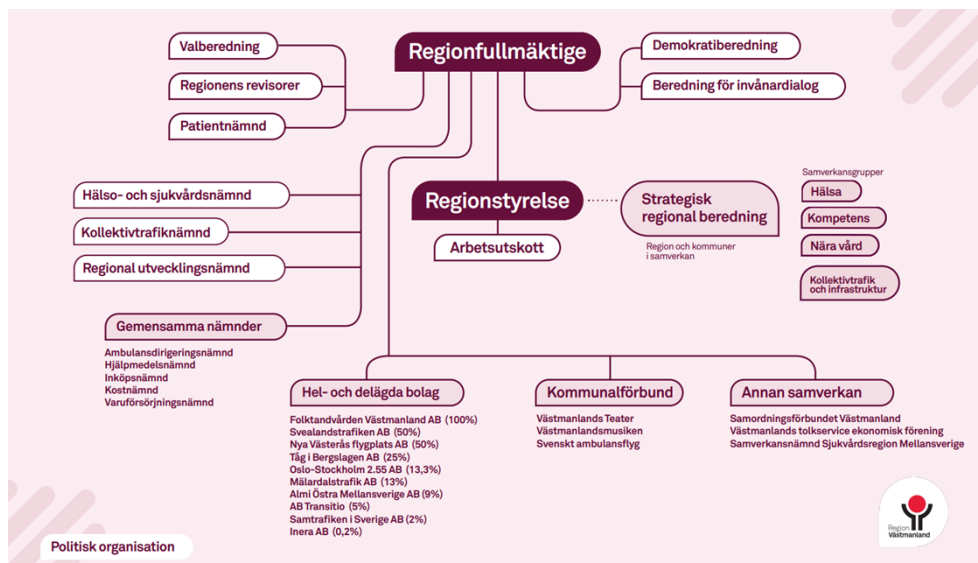 Regionfullmäktige
Valberedning
Regionens revisorer
Patientnämnd
Demokratiberedning
Beredning för invånardialog
Hälso- och sjukvårdsnämnd
Kollektivtrafiknämnd
Regional utvecklingsnämnd
Regionstyrelse
Arbetsutskott
Strategisk
regional beredning
Region och kommuner
i samverkan
Samverkansgrupper
Hälsa
Kompetens
Nära vård
Kollektivtrafik
och infrastruktur
Gemensamma nämnder
Ambulansdirigeringsnämnd
Hjälpmedelsnämnd
Inköpsnämnd
Kostnämnd
Varuförsörjningsnämnd
Hel- och delägda bolag
Folktandvården Västmanland AB (100%)
Svealandstrafiken AB (50%)
Nya Västerås flygplats AB (50%)
Tåg i Bergslagen AB (25%)
Oslo-Stockholm 2.55 AB (13,3%)
Mälardalstrafik AB (13%)
Almi Östra Mellansverige AB (9%)
AB Transitio (5%)
Samtrafiken i Sverige AB (2%)
Inera AB (0,2%)
Kommunalförbund
Västmanlands Teater
Västmanlandsmusiken
Svenskt ambulansflyg
Annan samverkan
Samordningsförbundet Västmanland
Västmanlands tolkservice ekonomisk förening
Samverkansnämnd Sjukvårdsregion Mellansverige
Politisk organisation
Region
Västmanland